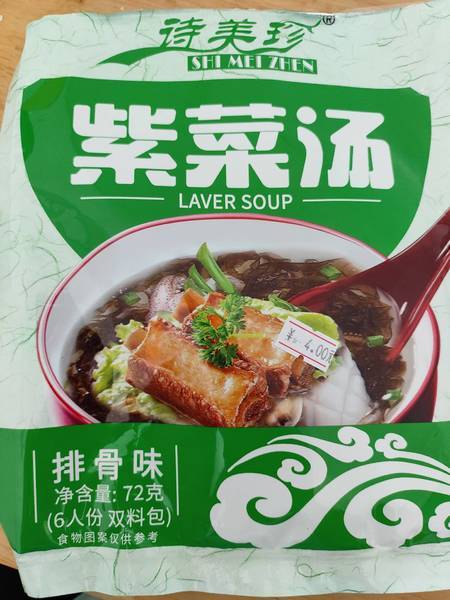 诗美珍®
SHI MEI ZHEN
紫菜汤
LAVER SOUP
¥: 4.00元
排骨味
净含量: 72克
(6人份 双料包)
食物图案仅供参考